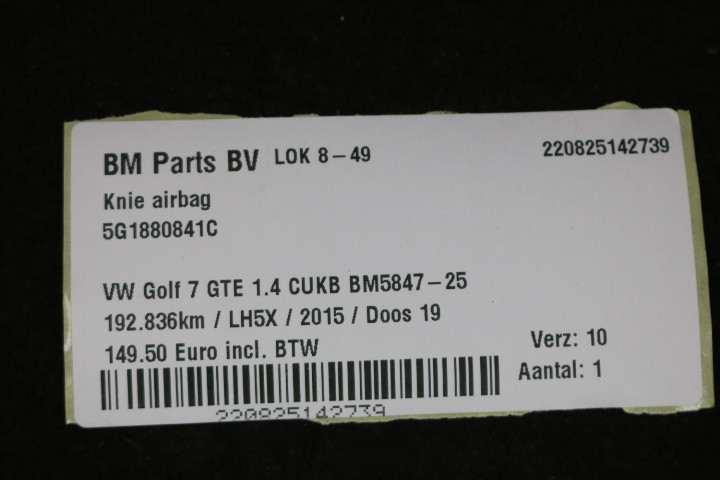 BM Parts BV LOK 8-49 220825142739
Knie airbag
5G1880841C
VW Golf 7 GTE 1.4 CUKB BM5847-25
192.836km / LH5X / 2015 / Doos 19
149.50 Euro incl. BTW
Verz: 10
Aantal: 1
220825142739